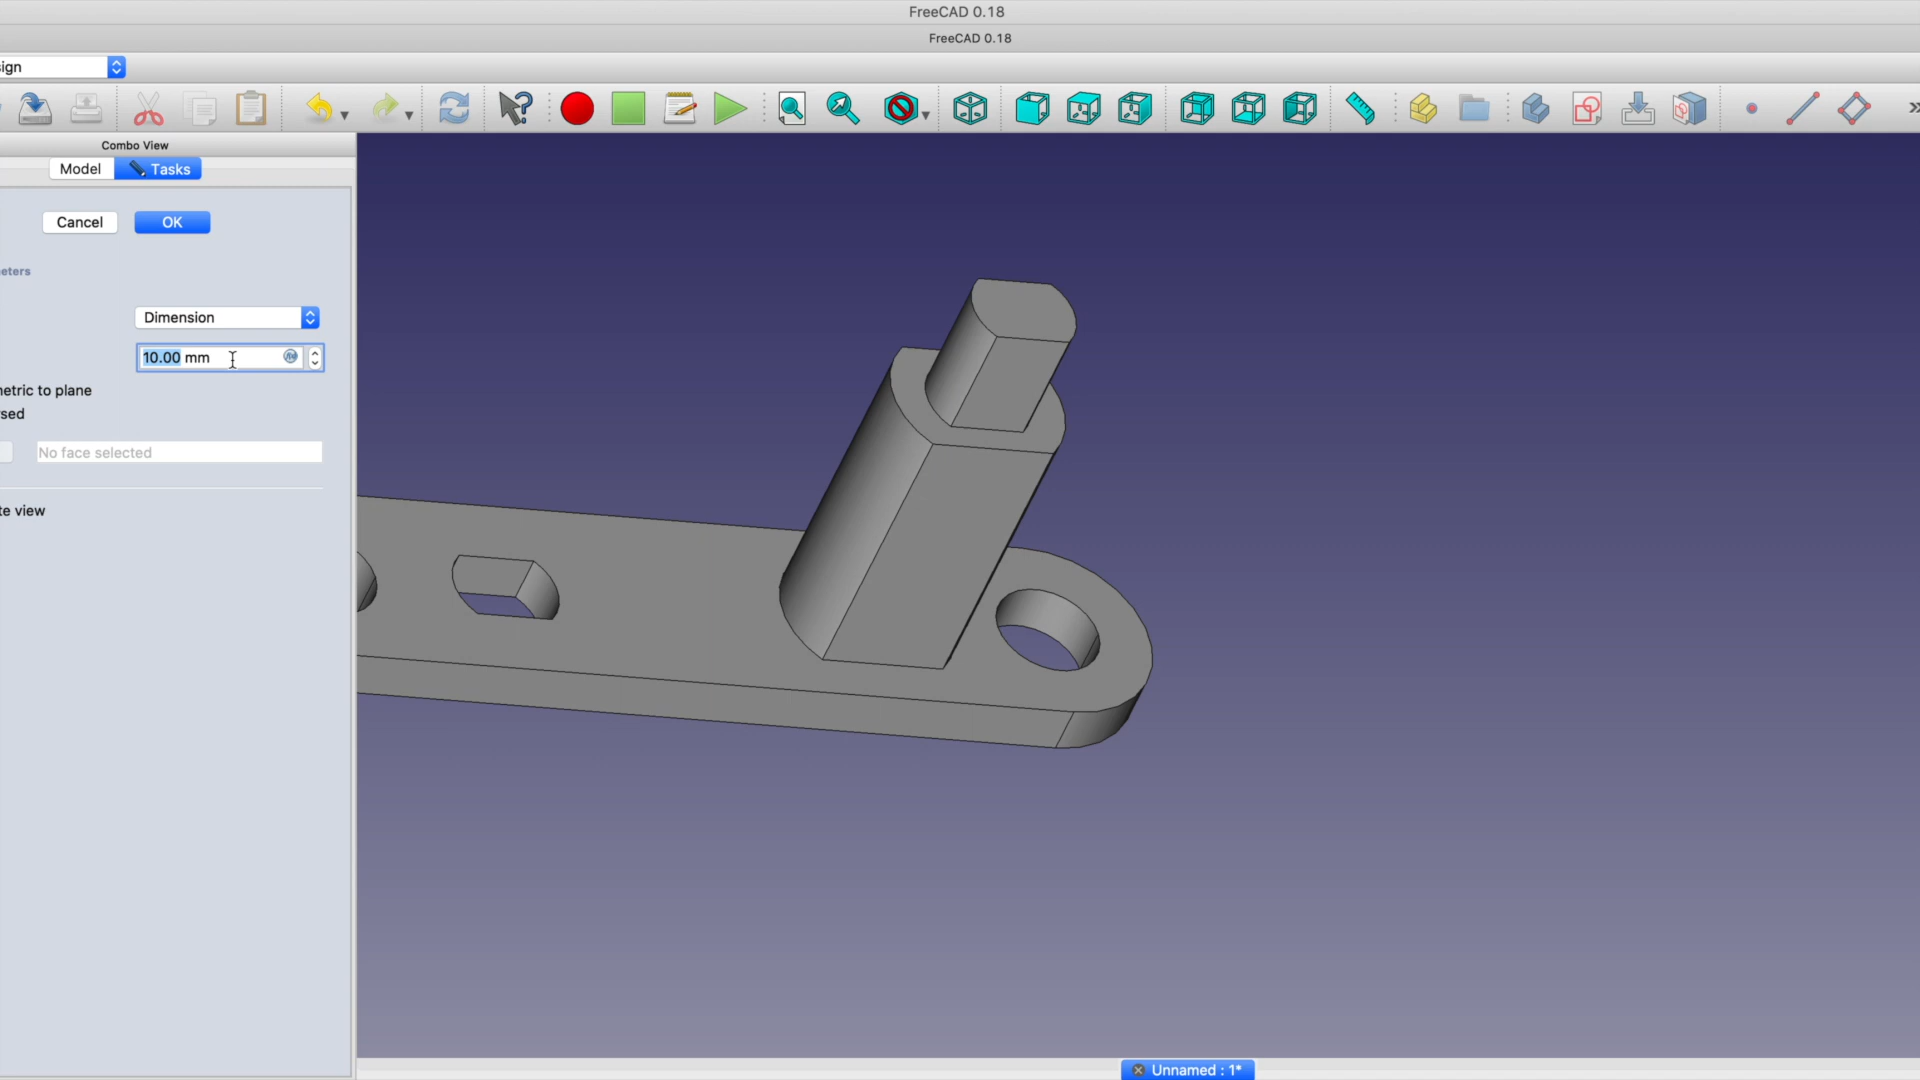 FreeCAD 0.18
FreeCAD 0.18
ign
Combo View
Model Tasks
Cancel OK
eters
Dimension
10.00 mm
netric to plane
sed
No face selected
te view
Unnamed : 1*